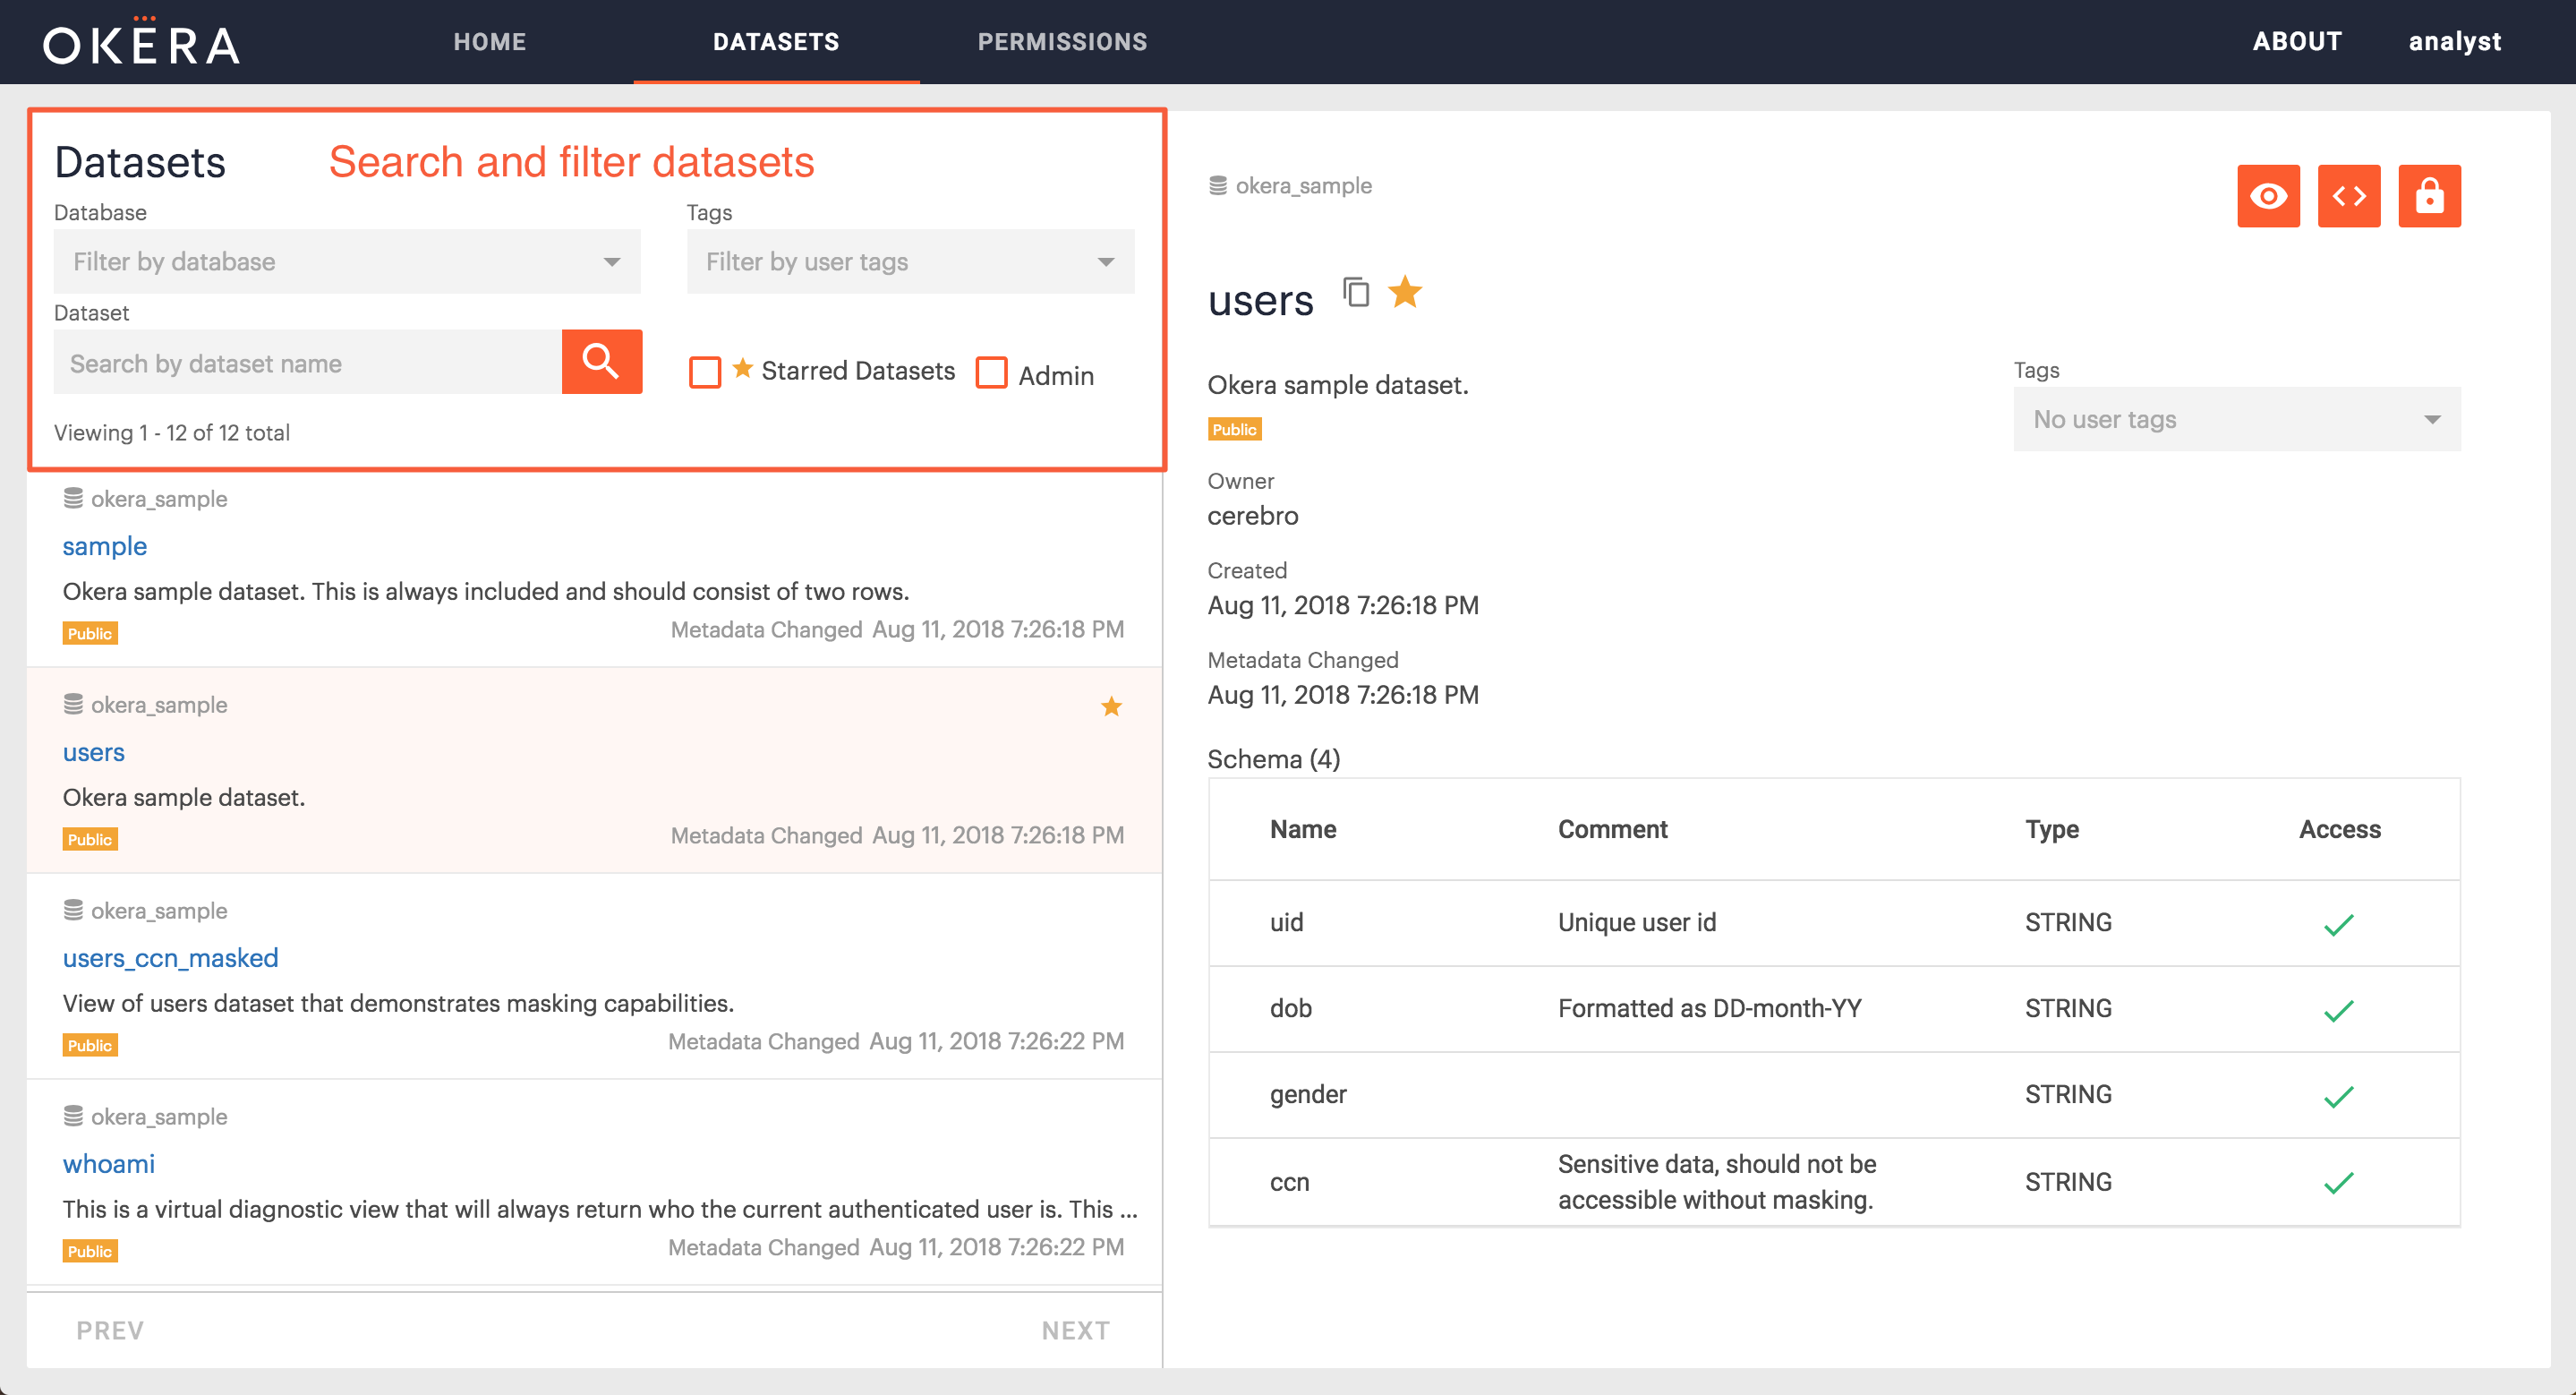 OKERA
HOME
DATASETS
PERMISSIONS
ABOUT
analyst
Datasets
Search and filter datasets
Database
Tags
Filter by database
Filter by user tags
Dataset
Search by dataset name
Starred Datasets
Admin
Viewing 1 - 12 of 12 total
okera_sample
sample
Okera sample dataset. This is always included and should consist of two rows.
Public
Metadata Changed Aug 11, 2018 7:26:18 PM
okera_sample
users
Okera sample dataset.
Public
Metadata Changed Aug 11, 2018 7:26:18 PM
okera_sample
users_ccn_masked
View of users dataset that demonstrates masking capabilities.
Public
Metadata Changed Aug 11, 2018 7:26:22 PM
okera_sample
whoami
This is a virtual diagnostic view that will always return who the current authenticated user is. This ...
Public
Metadata Changed Aug 11, 2018 7:26:22 PM
PREV
NEXT
okera_sample
users
Okera sample dataset.
Public
Tags
No user tags
Owner
cerebro
Created
Aug 11, 2018 7:26:18 PM
Metadata Changed
Aug 11, 2018 7:26:18 PM
Schema (4)
Name Comment Type Access
uid Unique user id STRING
dob Formatted as DD-month-YY STRING
gender STRING
ccn Sensitive data, should not be accessible without masking. STRING